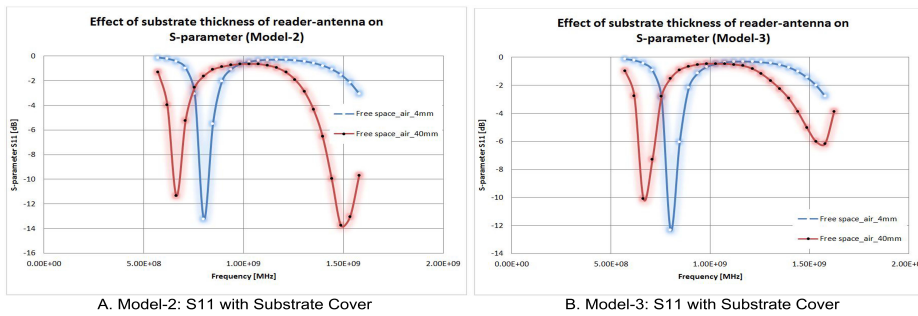 Effect of substrate thickness of reader-antenna on
S-parameter (Model-2)
0
-2
-4
-6
-8
-10
-12
-14
-16
S-parameter S11 [dB]
Free space_air_4mm
Free space_air_40mm
0.00E+00
5.00E+08
1.00E+09
1.50E+09
2.00E+09
Frequency [MHz]
A. Model-2: S11 with Substrate Cover
Effect of substrate thickness of reader-antenna on
S-parameter (Model-3)
0
-2
-4
-6
-8
-10
-12
-14
S-parameter S11 [dB]
Free space_air_4mm
Free space_air_40mm
0.00E+00
5.00E+08
1.00E+09
1.50E+09
2.00E+09
Frequency [MHz]
B. Model-3: S11 with Substrate Cover